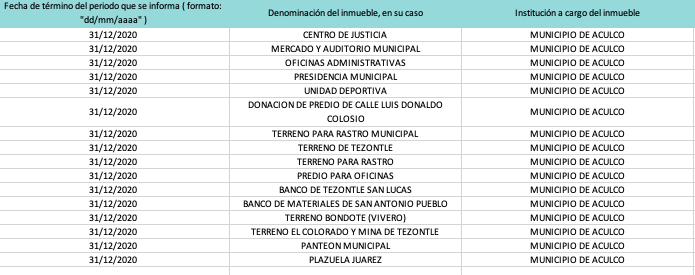 Fecha de término del periodo que se informa ( formato: "dd/mm/aaaa" ) Denominación del inmueble, en su caso Institución a cargo del inmueble
31/12/2020 CENTRO DE JUSTICIA MUNICIPIO DE ACULCO
31/12/2020 MERCADO Y AUDITORIO MUNICIPAL MUNICIPIO DE ACULCO
31/12/2020 OFICINAS ADMINISTRATIVAS MUNICIPIO DE ACULCO
31/12/2020 PRESIDENCIA MUNICIPAL MUNICIPIO DE ACULCO
31/12/2020 UNIDAD DEPORTIVA MUNICIPIO DE ACULCO
31/12/2020 DONACION DE PREDIO DE CALLE LUIS DONALDO COLOSIO MUNICIPIO DE ACULCO
31/12/2020 TERRENO PARA RASTRO MUNICIPAL MUNICIPIO DE ACULCO
31/12/2020 TERRENO DE TEZONTLE MUNICIPIO DE ACULCO
31/12/2020 TERRENO PARA RASTRO MUNICIPIO DE ACULCO
31/12/2020 PREDIO PARA OFICINAS MUNICIPIO DE ACULCO
31/12/2020 BANCO DE TEZONTLE SAN LUCAS MUNICIPIO DE ACULCO
31/12/2020 BANCO DE MATERIALES DE SAN ANTONIO PUEBLO MUNICIPIO DE ACULCO
31/12/2020 TERRENO BONDOTE (VIVERO) MUNICIPIO DE ACULCO
31/12/2020 TERRENO EL COLORADO Y MINA DE TEZONTLE MUNICIPIO DE ACULCO
31/12/2020 PANTEON MUNICIPAL MUNICIPIO DE ACULCO
31/12/2020 PLAZUELA JUAREZ MUNICIPIO DE ACULCO